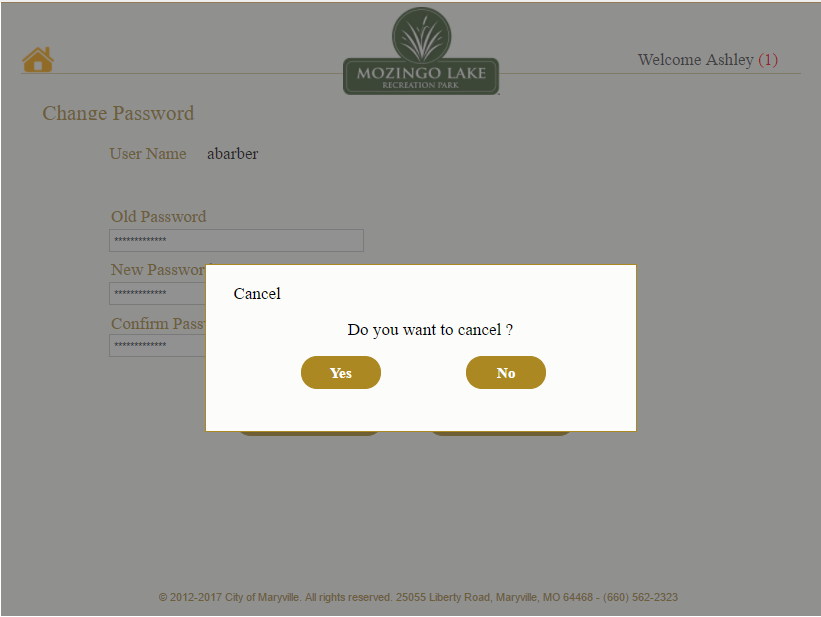 MOZINGO LAKE
RECREATION PARK
Welcome Ashley (1)
Change Password
User Name abarber
Old Password
*************
New Passwor
*************
Confirm Pass
*************
Cancel
Do you want to cancel ?
Yes No
© 2012-2017 City of Maryville. All rights reserved. 25055 Liberty Road, Maryville, MO 64468 - (660) 562-2323